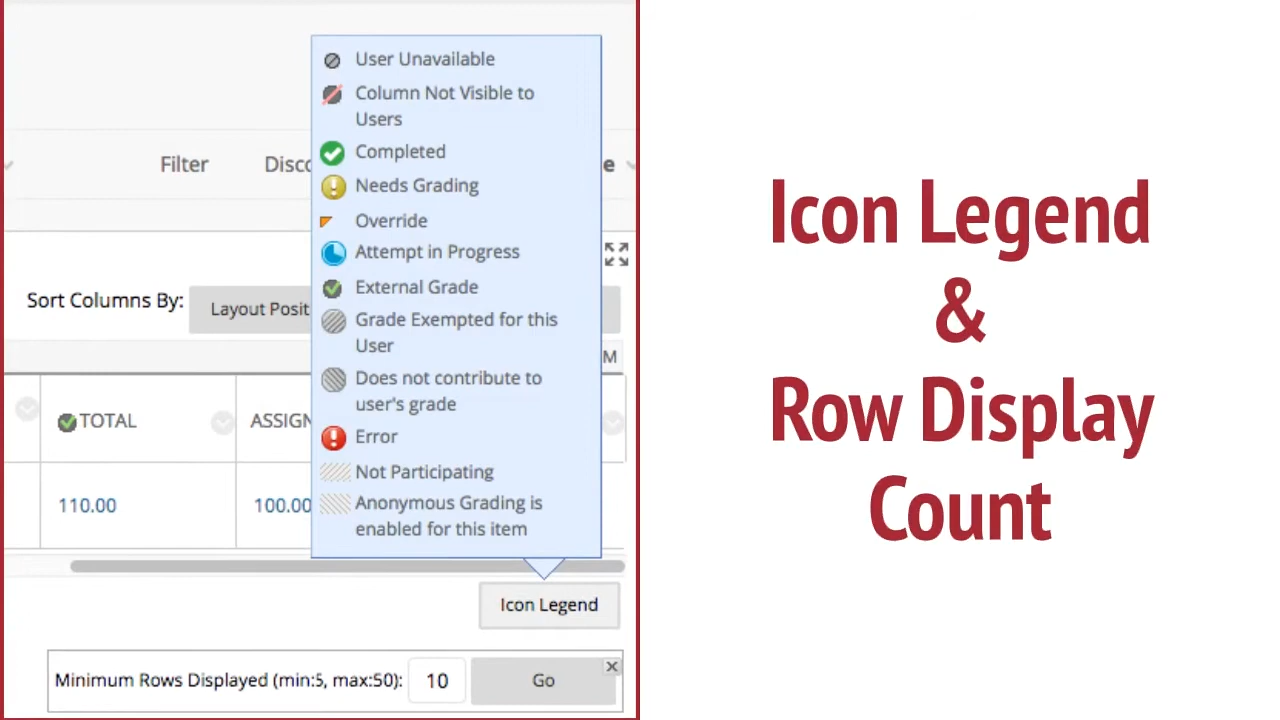 User Unavailable
Column Not Visible to
Users
Completed
Filter
Disco
e
Needs Grading
Override
Attempt in Progress
Sort Columns By:
Layout Posit
External Grade
Grade Exempted for this
User
M
Does not contribute to
user's grade
TOTAL
ASSIGN
Error
Not Participating
110.00
100.00
Anonymous Grading is
enabled for this item
Icon Legend
Minimum Rows Displayed (min:5, max:50):
10
Go
Icon Legend
&
Row Display
Count